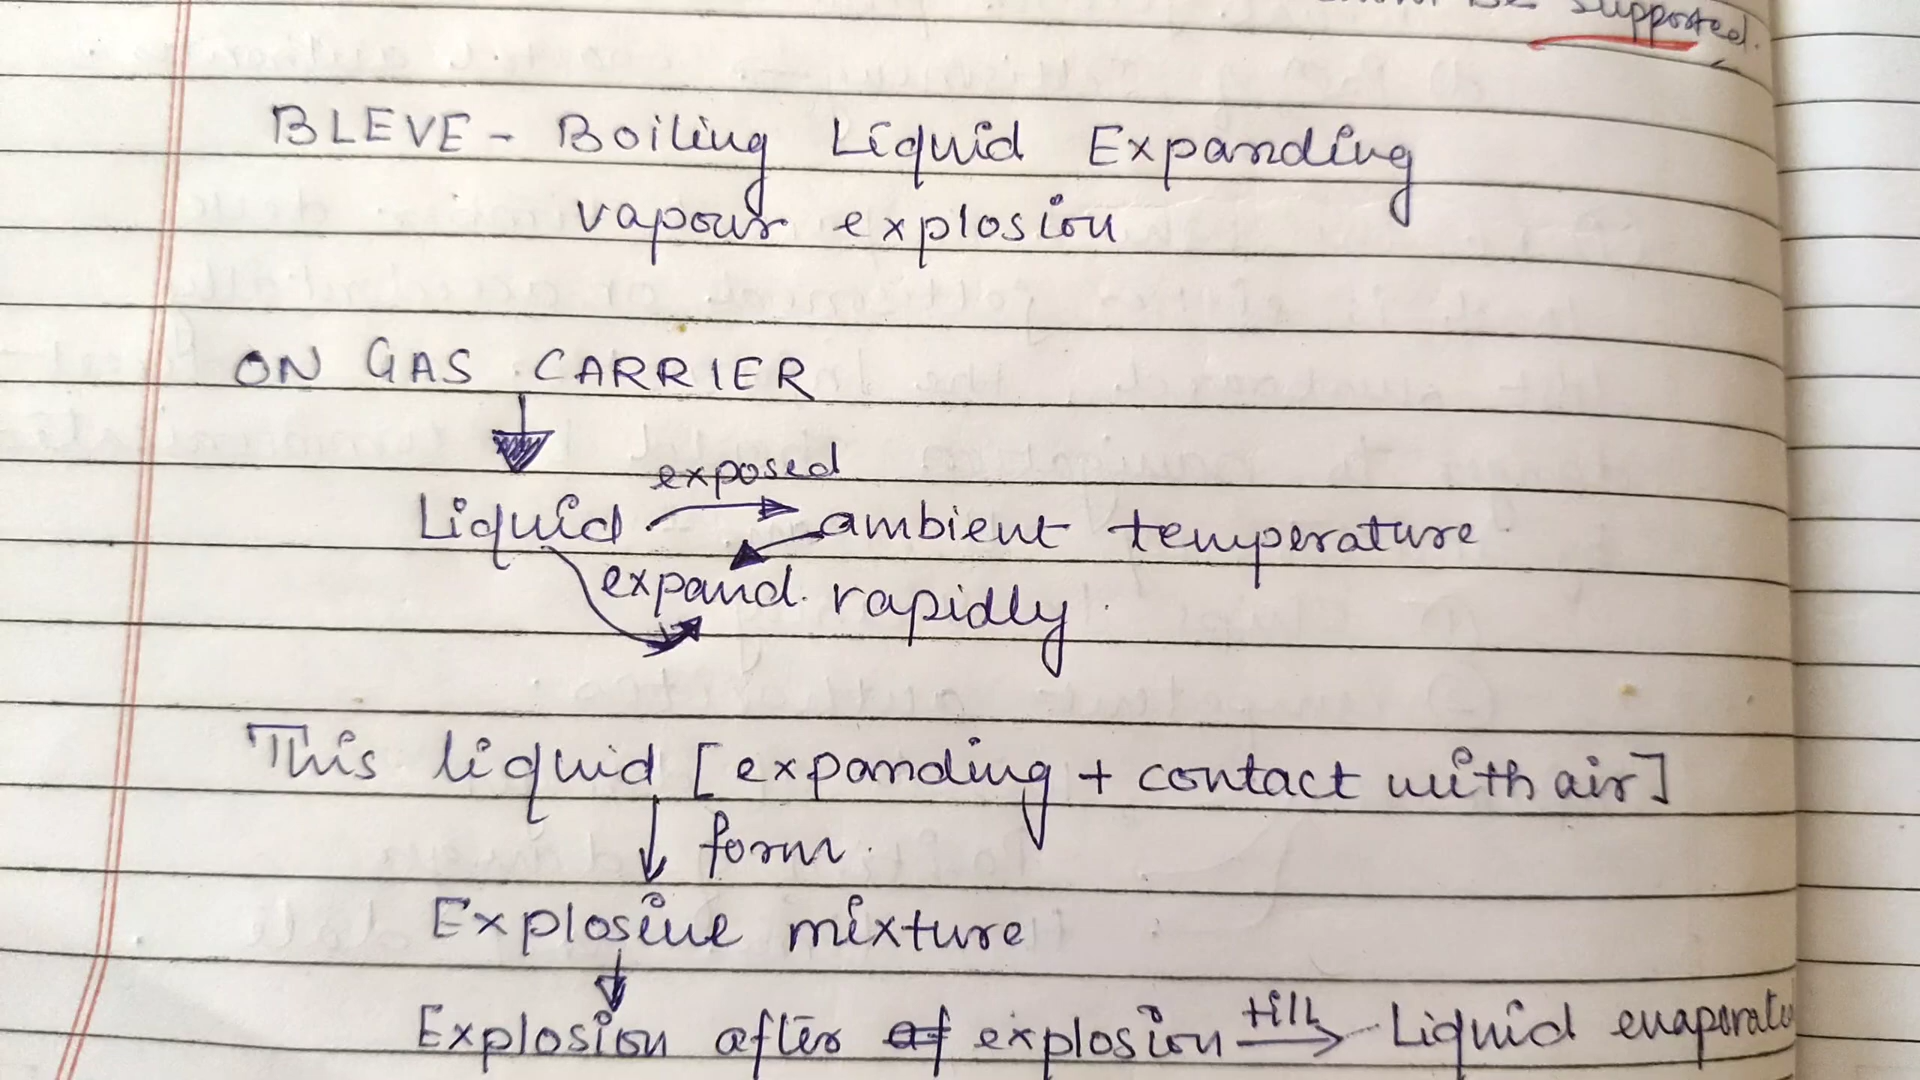 supported.
BLEVE - Boiling Liquid Expanding
vapour explosion
ON GAS CARRIER
exposed
Liquid ambient temperature
expand rapidly
This liquid [expanding + contact with air]
form
Explosive mixture
Explosion after of explosion till Liquid